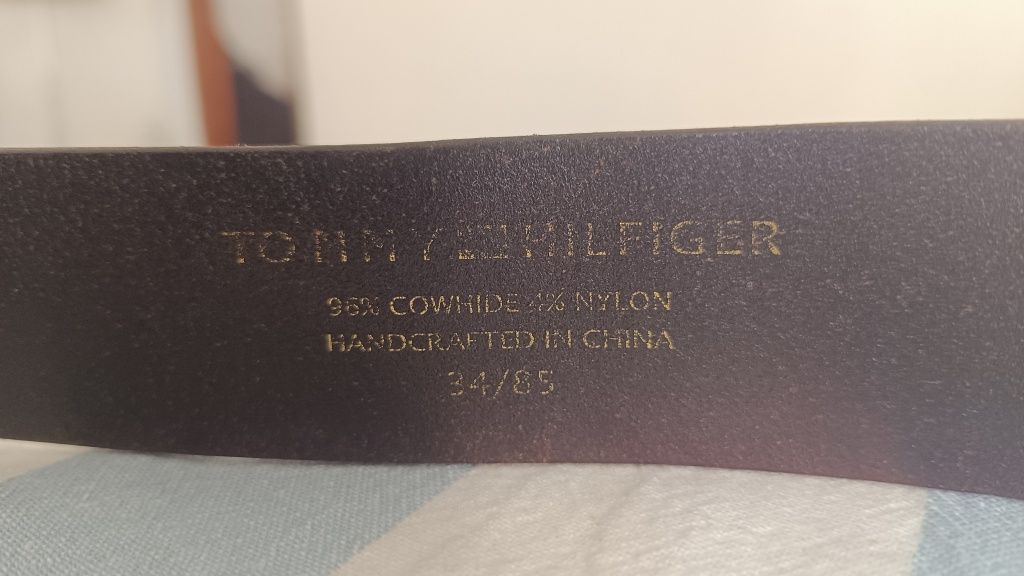 TOMMY HILFIGER
96% COWHIDE 4% NYLON
HANDCRAFTED IN CHINA
34/85